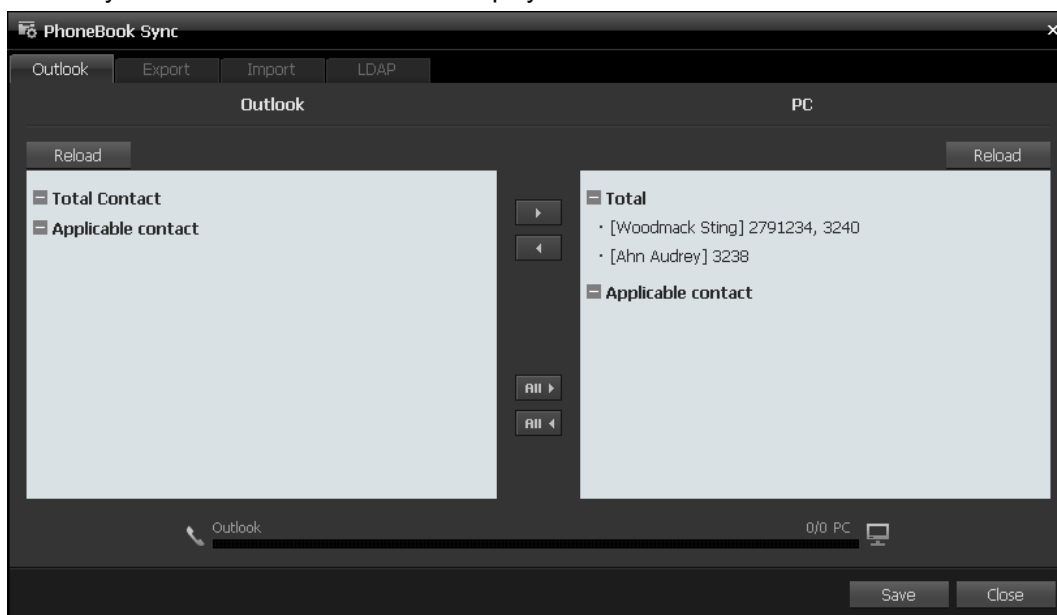 PhoneBook Sync
Outlook Export Import LDAP
Outlook PC
Reload Reload
Total Contact
Applicable contact
Total
· [Woodmack Sting] 2791234, 3240
· [Ahn Audrey] 3238
Applicable contact
All
All
Outlook 0/0 PC
Save Close